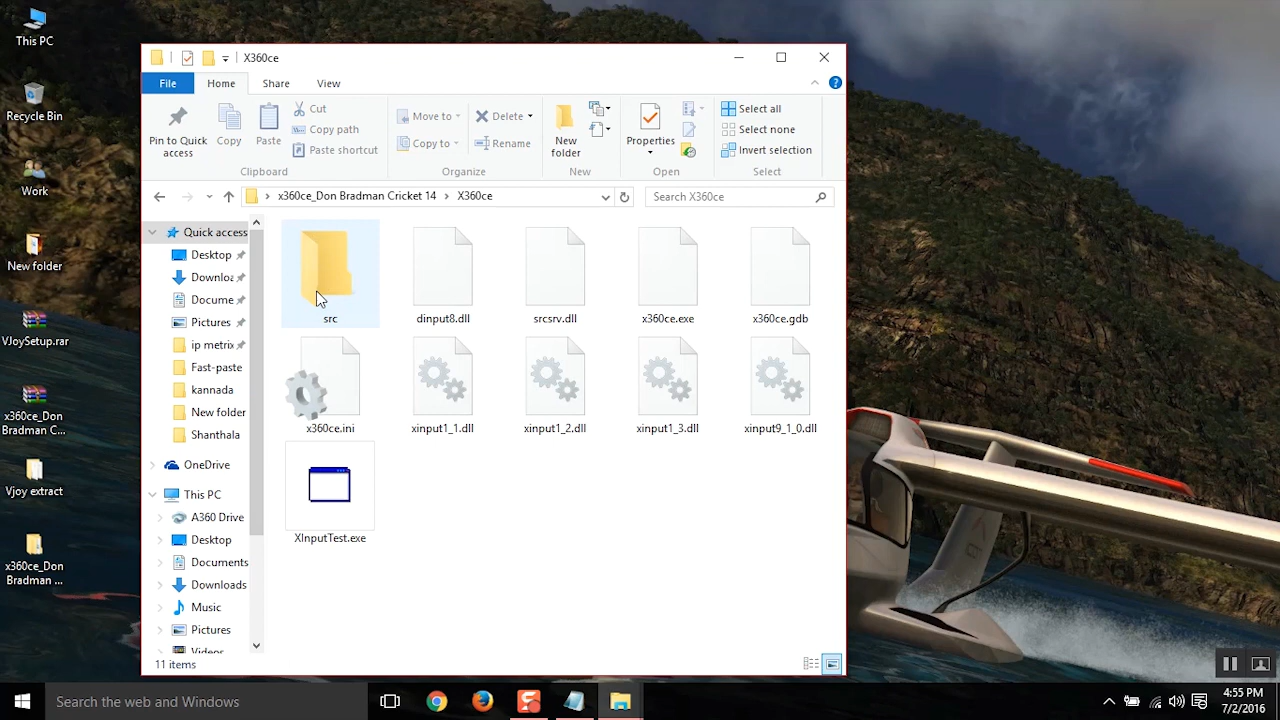 This PC
Recycle Bin
Work
New folder
VJoySetup.rar
x360ce_Don
Bradman C...
Vjoy extract
x360ce_Don
Bradman ...
X360ce
File
Home
Share
View
Pin to Quick
access
Copy
Paste
Cut
Copy path
Paste shortcut
Clipboard
Move to
Copy to
Delete
Rename
Organize
New
folder
New
Properties
Open
Select all
Select none
Invert selection
Select
x360ce_Don Bradman Cricket 14
X360ce
Search X360ce
Quick access
Desktop
Downloa
Docume
Pictures
ip metrix
Fast-paste
kannada
New folder
Shanthala
OneDrive
This PC
A360 Drive
Desktop
Documents
Downloads
Music
Pictures
Videos
src
dinput8.dll
srcsrv.dll
x360ce.exe
x360ce.gdb
x360ce.ini
xinput1_1.dll
xinput1_2.dll
xinput1_3.dll
xinput9_1_0.dll
XInputTest.exe
11 items
Search the web and Windows
4:55 PM
7/2/2016